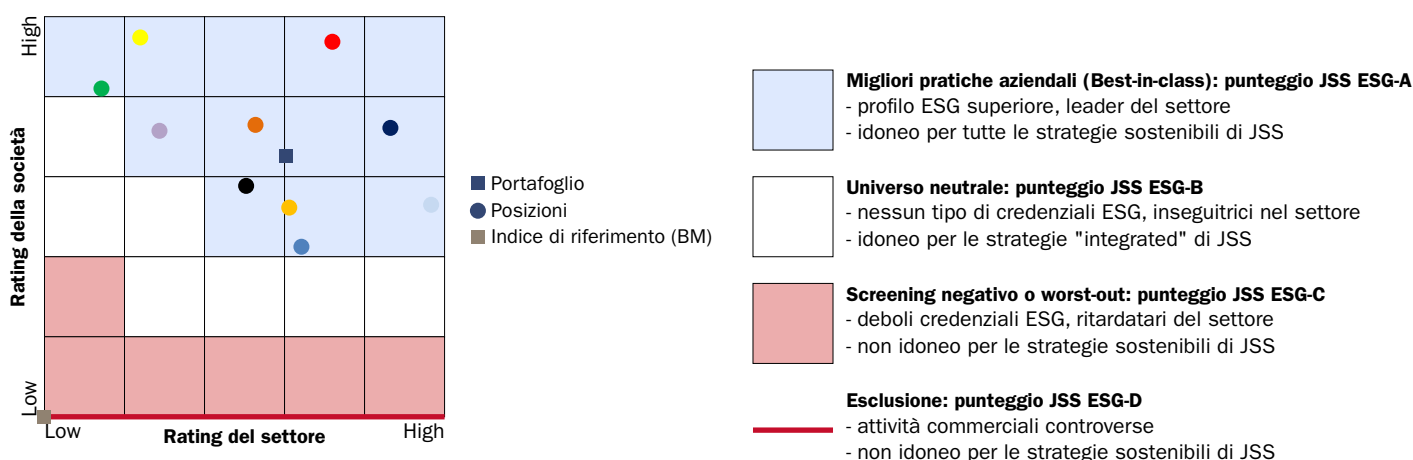 High
Rating della società
Low
Low
Rating del settore
High
Portafoglio
Posizioni
Indice di riferimento (BM)
Migliori pratiche aziendali (Best-in-class): punteggio JSS ESG-A
- profilo ESG superiore, leader del settore
- idoneo per tutte le strategie sostenibili di JSS
Universo neutrale: punteggio JSS ESG-B
- nessun tipo di credenziali ESG, inseguitrici nel settore
- idoneo per le strategie "integrated" di JSS
Screening negativo o worst-out: punteggio JSS ESG-C
- deboli credenziali ESG, ritardatari del settore
- non idoneo per le strategie sostenibili di JSS
Esclusione: punteggio JSS ESG-D
- attività commerciali controverse
- non idoneo per le strategie sostenibili di JSS